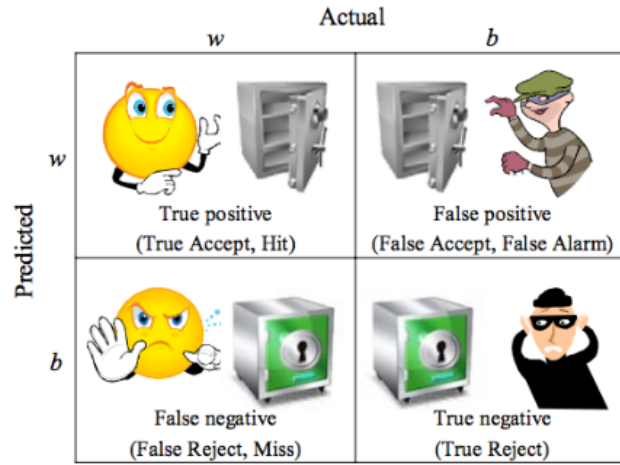 Actual
w b
Predicted
w
True positive
(True Accept, Hit)
False positive
(False Accept, False Alarm)
b
False negative
(False Reject, Miss)
True negative
(True Reject)